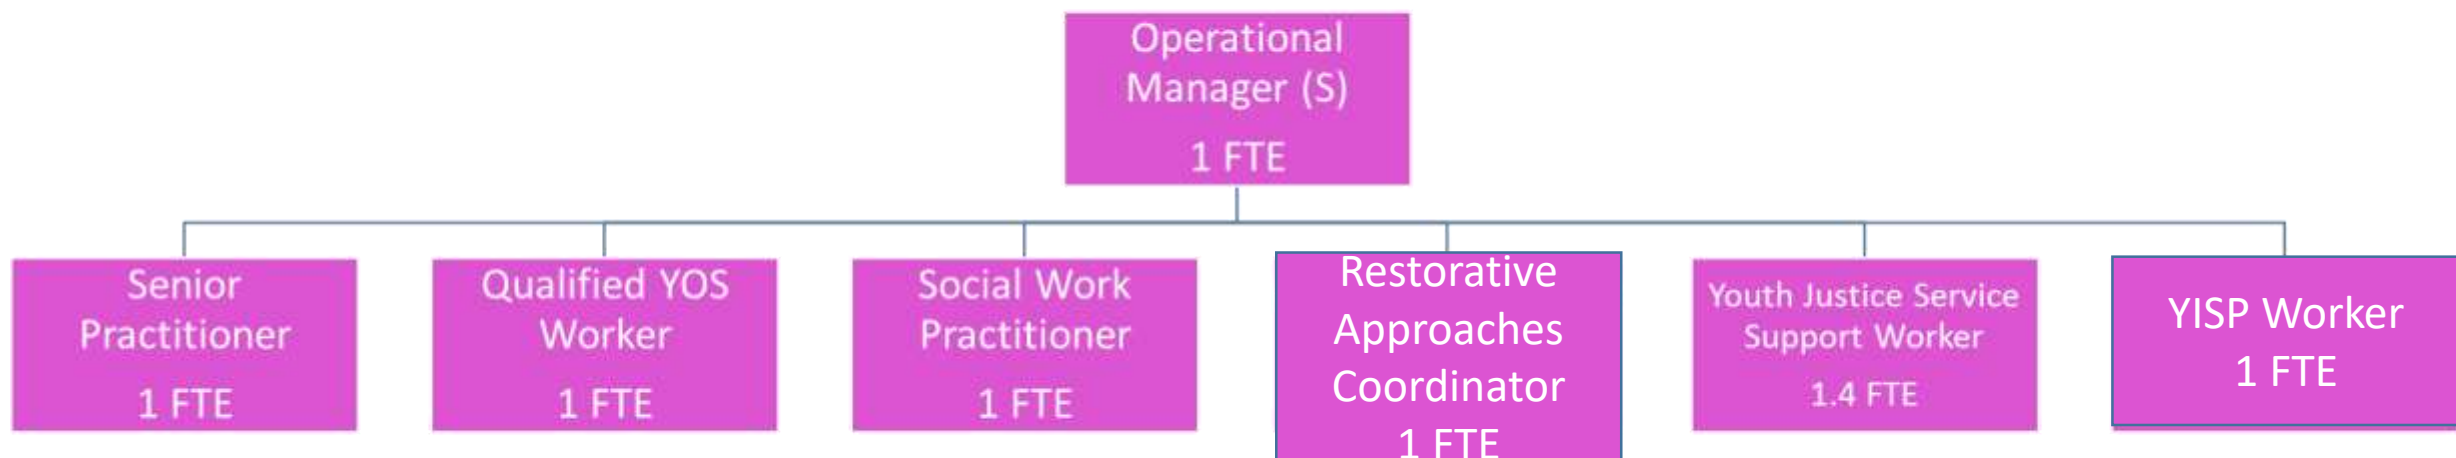 Operational
Manager (S)
1 FTE
Senior
Practitioner
1 FTE
Qualified YOS
Worker
1 FTE
Social Work
Practitioner
1 FTE
Restorative
Approaches
Coordinator
1 FTE
Youth Justice Service
Support Worker
1.4 FTE
YISP Worker
1 FTE